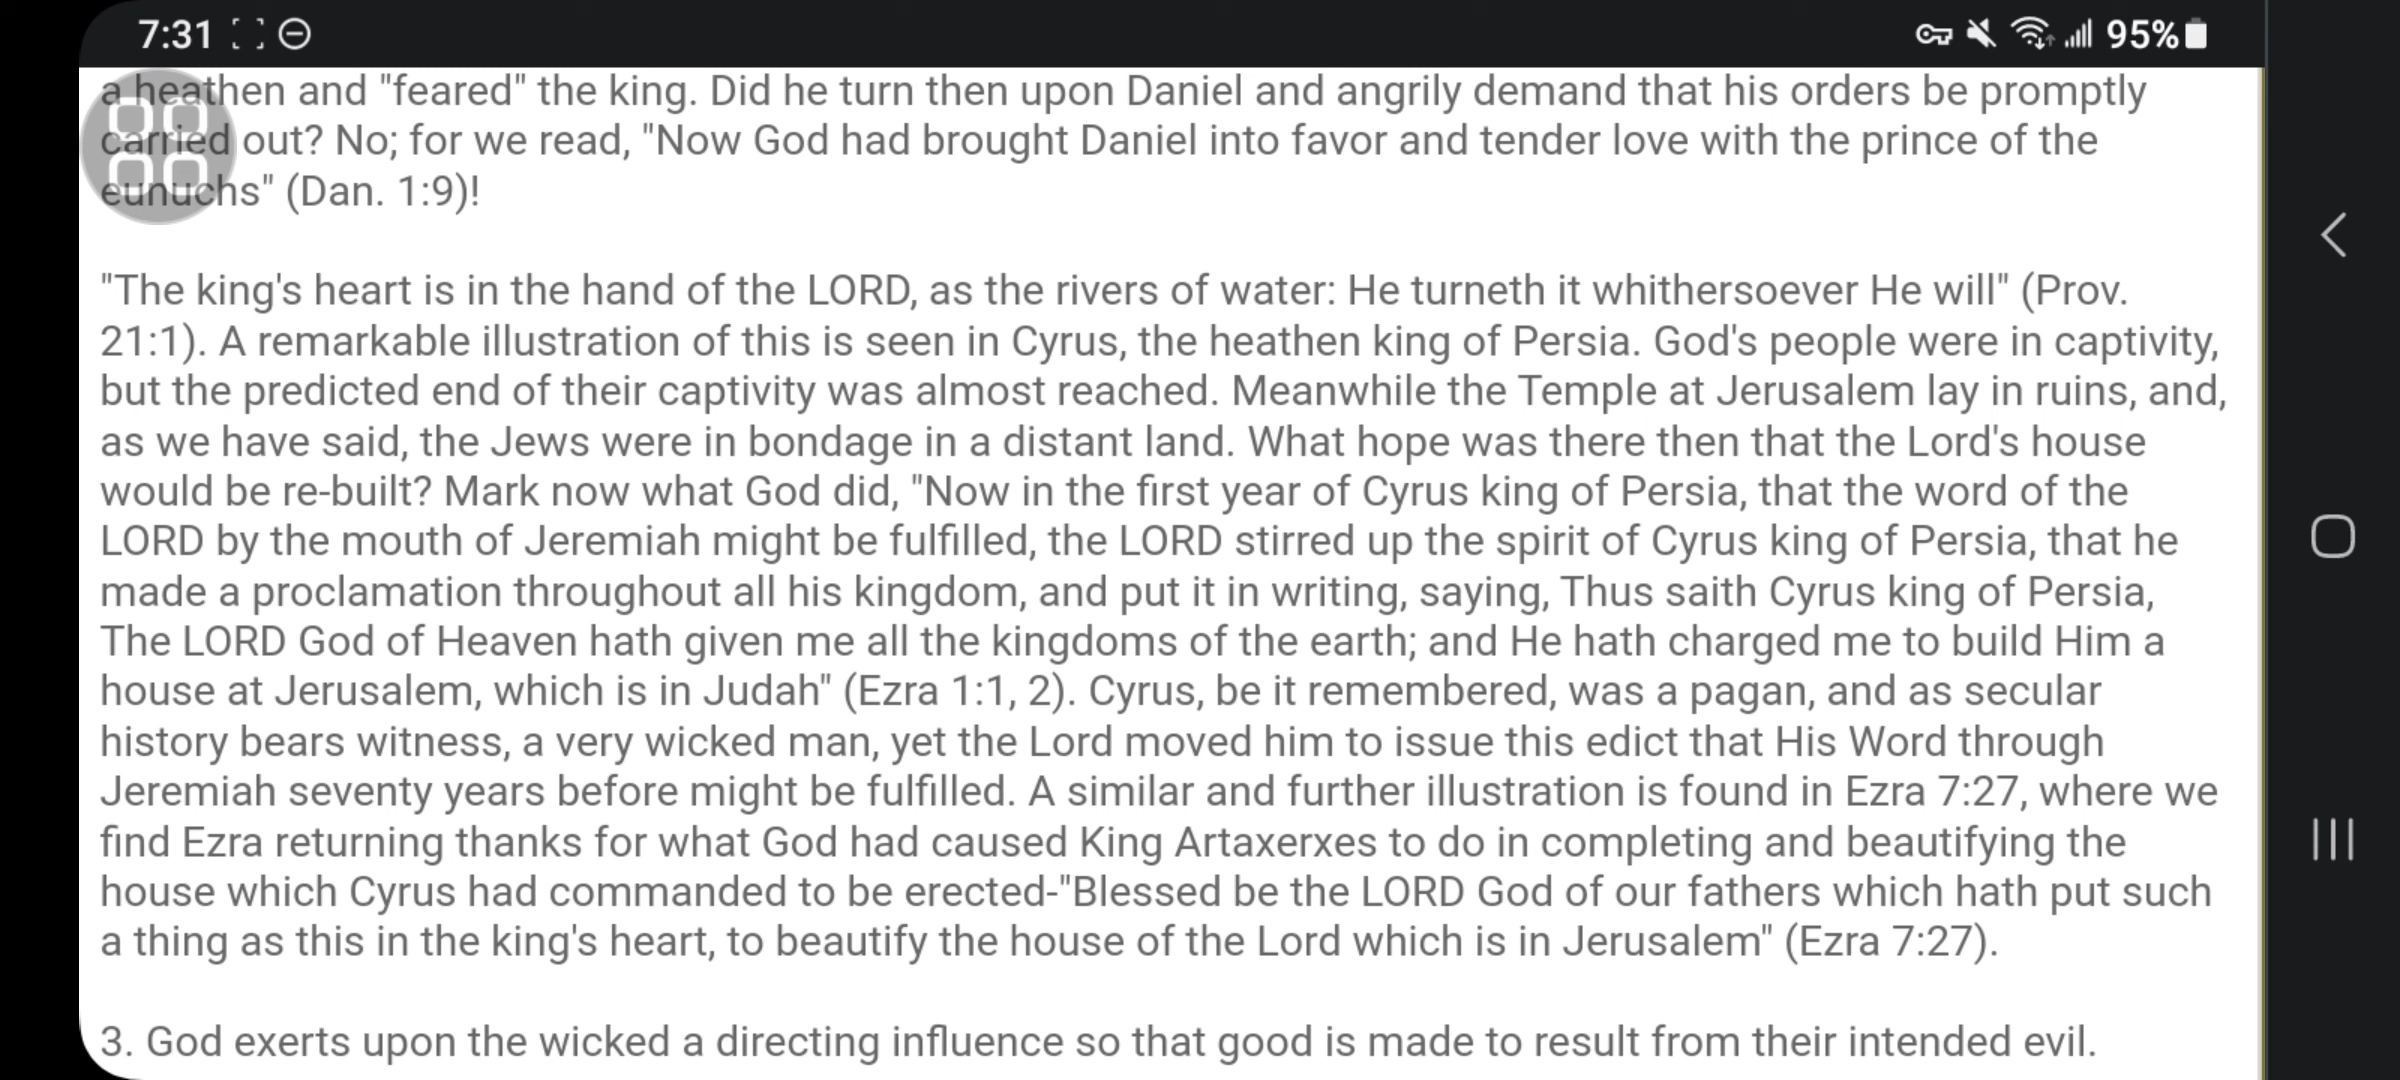 7:31
95%
a heathen and "feared" the king. Did he turn then upon Daniel and angrily demand that his orders be promptly
carried out? No; for we read, "Now God had brought Daniel into favor and tender love with the prince of the
eunuchs" (Dan. 1:9)!
"The king's heart is in the hand of the LORD, as the rivers of water: He turneth it whithersoever He will" (Prov.
21:1). A remarkable illustration of this is seen in Cyrus, the heathen king of Persia. God's people were in captivity,
but the predicted end of their captivity was almost reached. Meanwhile the Temple at Jerusalem lay in ruins, and,
as we have said, the Jews were in bondage in a distant land. What hope was there then that the Lord's house
would be re-built? Mark now what God did, "Now in the first year of Cyrus king of Persia, that the word of the
LORD by the mouth of Jeremiah might be fulfilled, the LORD stirred up the spirit of Cyrus king of Persia, that he
made a proclamation throughout all his kingdom, and put it in writing, saying, Thus saith Cyrus king of Persia,
The LORD God of Heaven hath given me all the kingdoms of the earth; and He hath charged me to build Him a
house at Jerusalem, which is in Judah" (Ezra 1:1, 2). Cyrus, be it remembered, was a pagan, and as secular
history bears witness, a very wicked man, yet the Lord moved him to issue this edict that His Word through
Jeremiah seventy years before might be fulfilled. A similar and further illustration is found in Ezra 7:27, where we
find Ezra returning thanks for what God had caused King Artaxerxes to do in completing and beautifying the
house which Cyrus had commanded to be erected-"Blessed be the LORD God of our fathers which hath put such
a thing as this in the king's heart, to beautify the house of the Lord which is in Jerusalem" (Ezra 7:27).
3. God exerts upon the wicked a directing influence so that good is made to result from their intended evil.